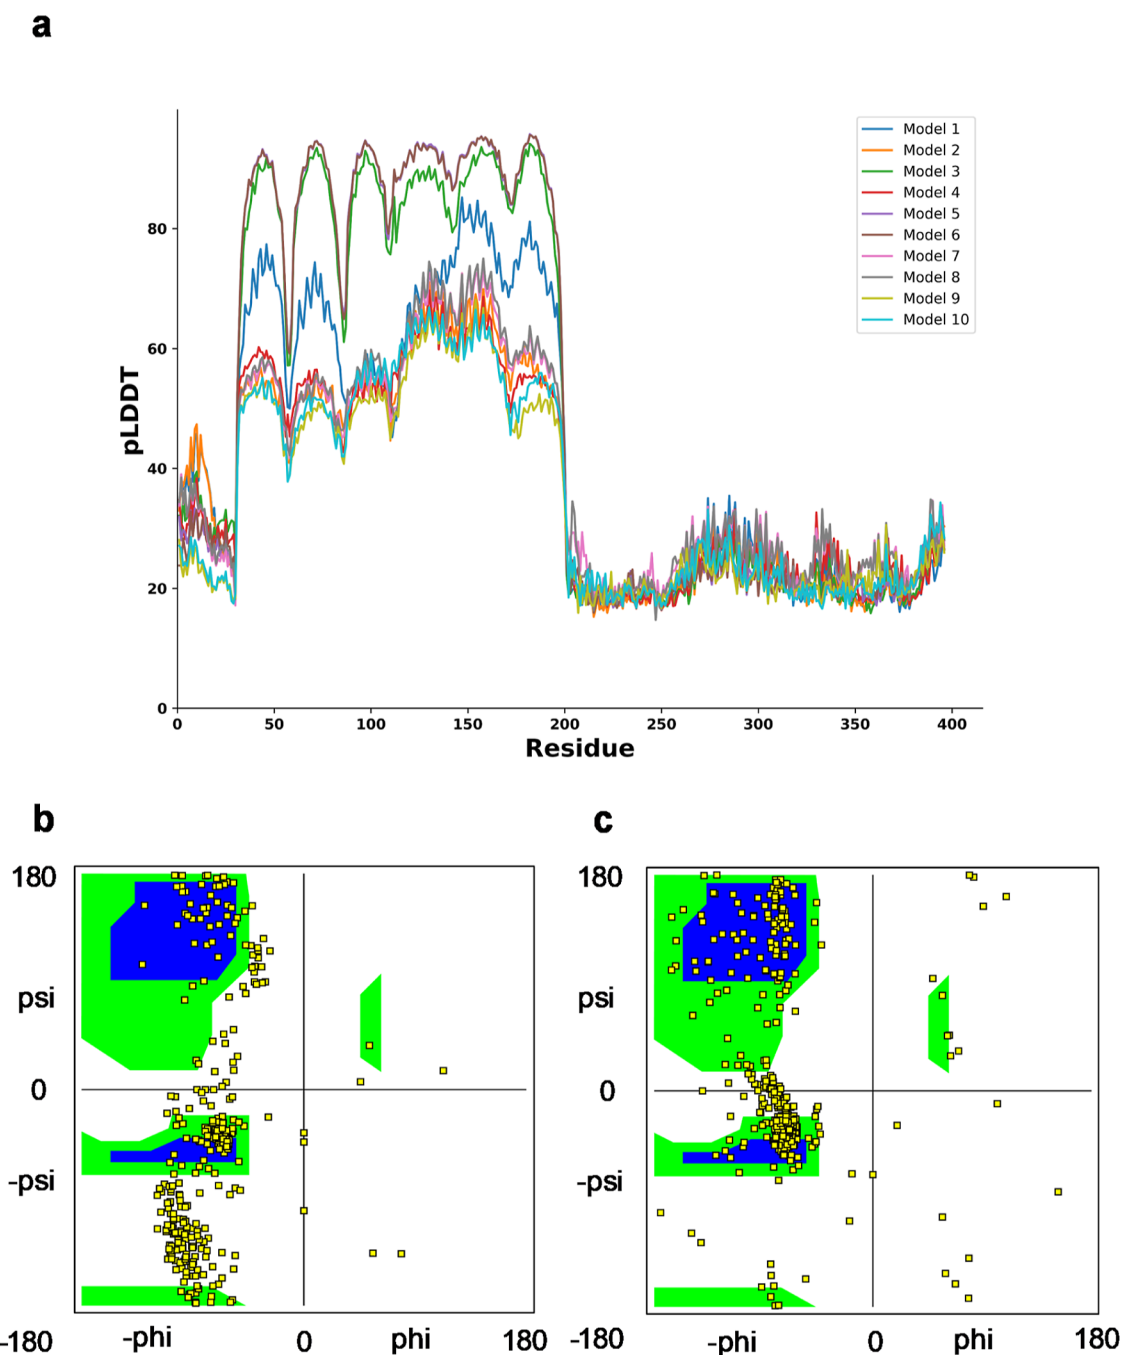 a
Model 1
Model 2
Model 3
Model 4
Model 5
Model 6
Model 7
Model 8
Model 9
Model 10
80
60
40
20
0
pLDDT
0 50 100 150 200 250 300 350 400
Residue
b
180
psi
0
-psi
-180 -phi 0 phi 180
c
180
psi
0
-psi
-180 -phi 0 phi 180